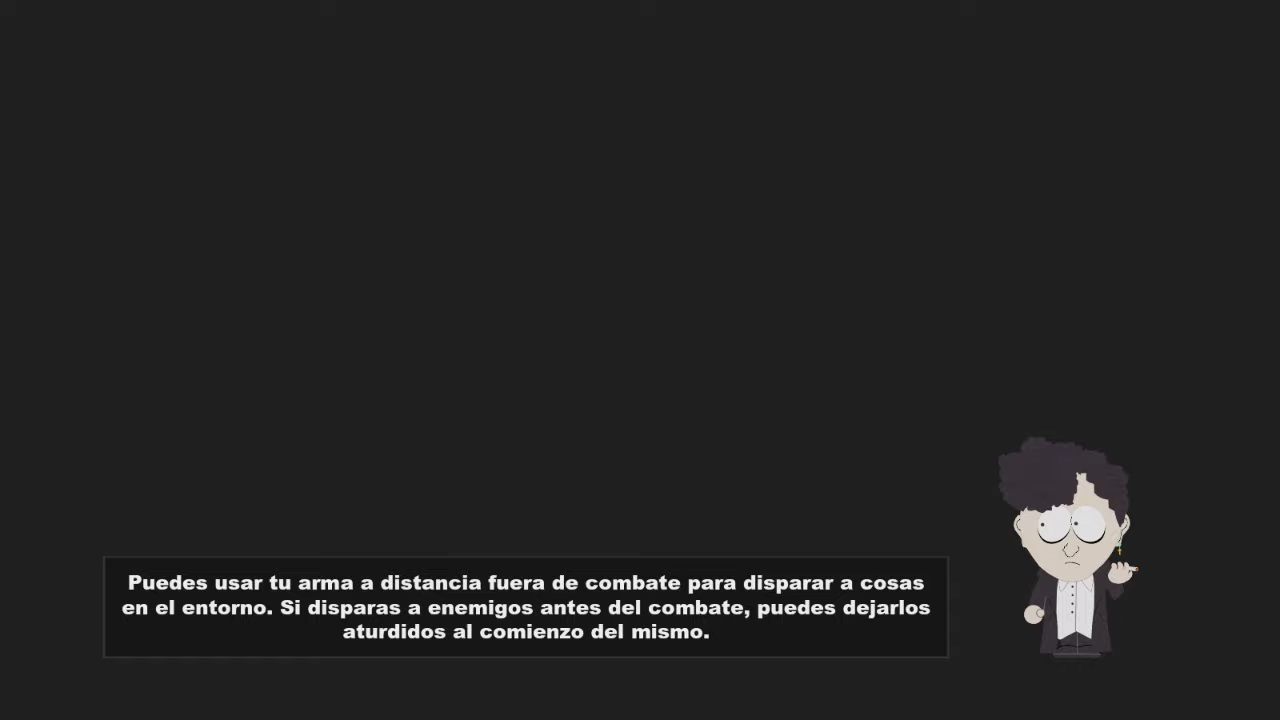 Puedes usar tu arma a distancia fuera de combate para disparar a cosas
en el entorno. Si disparas a enemigos antes del combate, puedes dejarlos
aturdidos al comienzo del mismo.